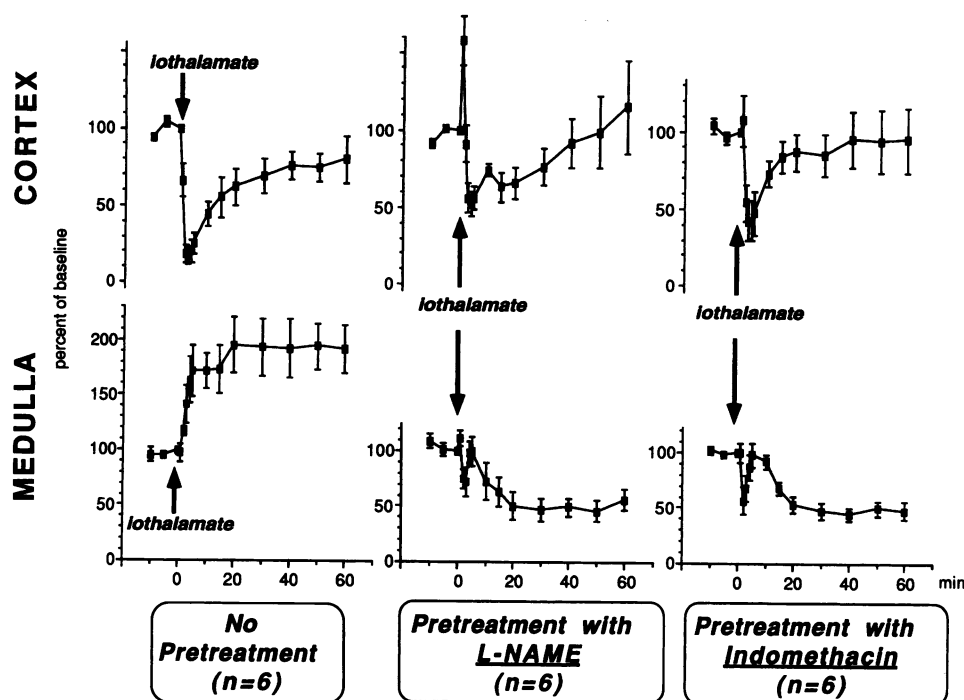 CORTEX
MEDULLA
percent of baseline
iothalamate
100
50
0
iothalamate
200
150
100
50
0
0
20
40
60
No
Pretreatment
(n=6)
100
50
0
iothalamate
100
50
0
0
20
40
60
Pretreatment with
L-NAME
(n=6)
100
50
0
iothalamate
100
50
0
0
20
40
60
min
Pretreatment with
Indomethacin
(n=6)